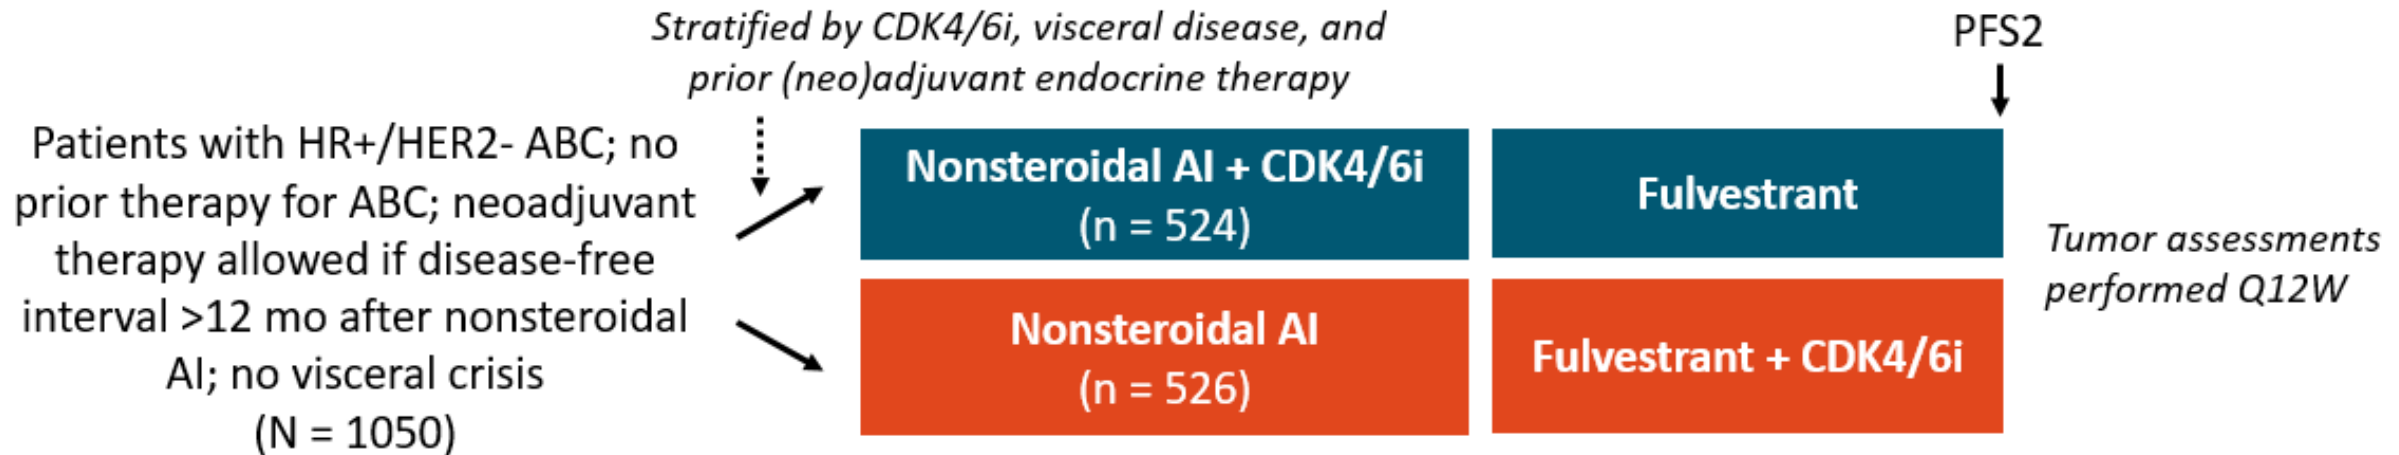 Stratified by CDK4/6i, visceral disease, and
prior (neo)adjuvant endocrine therapy
PFS2
Patients with HR+/HER2- ABC; no
prior therapy for ABC; neoadjuvant
therapy allowed if disease-free
interval >12 mo after nonsteroidal
AI; no visceral crisis
(N = 1050)
Nonsteroidal AI + CDK4/6i
(n = 524)
Fulvestrant
Nonsteroidal AI
(n = 526)
Fulvestrant + CDK4/6i
Tumor assessments
performed Q12W